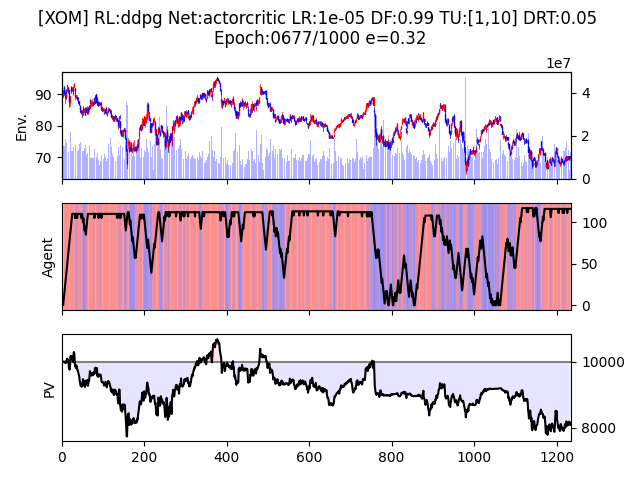 [XOM] RL:ddpg Net:actorcritic LR:1e-05 DF:0.99 TU:[1,10] DRT:0.05
Epoch:0677/1000 e=0.32
1e7
Env.
90
80
70
4
2
0
Agent
100
50
0
PV
10000
8000
0 200 400 600 800 1000 1200